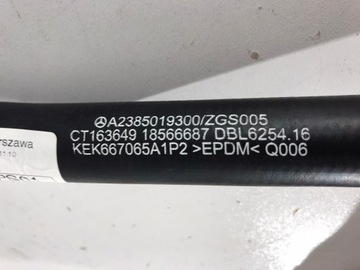 A2385019300/ZGS005
CT163649 18566687 DBL6254.16
KEK667065A1P2 >EPDM< Q006
rszawa